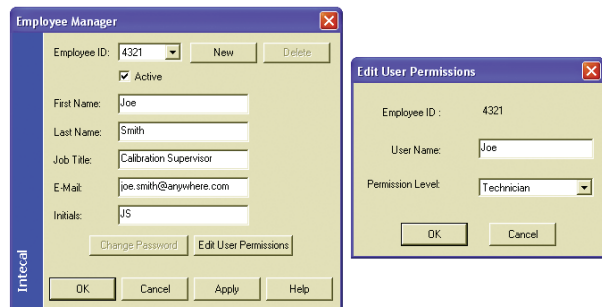 Employee Manager
Employee ID: 4321 New Delete
Active
First Name: Joe
Last Name: Smith
Job Title: Calibration Supervisor
E-Mail: joe.smith@anywhere.com
Initials: JS
Change Password Edit User Permissions
OK Cancel Apply Help
Intecal
Edit User Permissions
Employee ID : 4321
User Name: Joe
Permission Level: Technician
OK Cancel